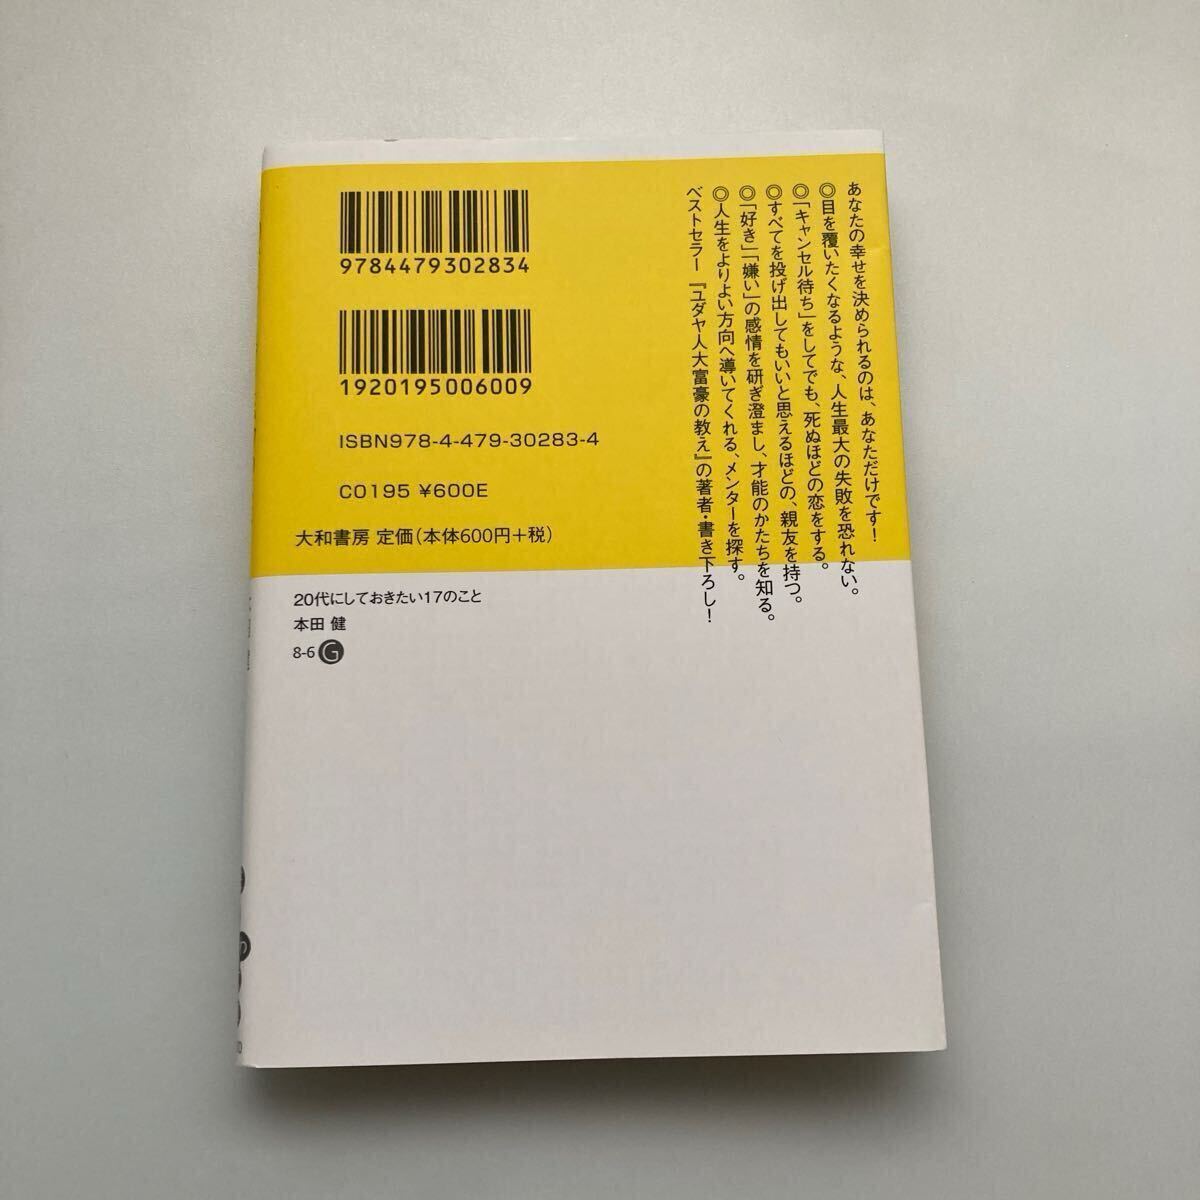 あなたの幸せを決められるのは、あなただけです！
◎目を覆いたくなるような、人生最大の失敗を恐れない。
◎「キャンセル待ち」をしてでも、死ぬほどの恋をする。
◎すべてを投げ出してもいいと思えるほどの、親友を持つ。
◎「好き」「嫌い」の感情を研ぎ澄まし、才能のかたちを知る。
◎人生をよりよい方向へ導いてくれる、メンターを探す。
ベストセラー『ユダヤ人大富豪の教え』の著者・書き下ろし！
9784479302834
1920195006009
ISBN978-4-479-30283-4
C0195 ¥600E
大和書房 定価（本体600円＋税）
20代にしておきたい17のこと
本田 健
8-6 G